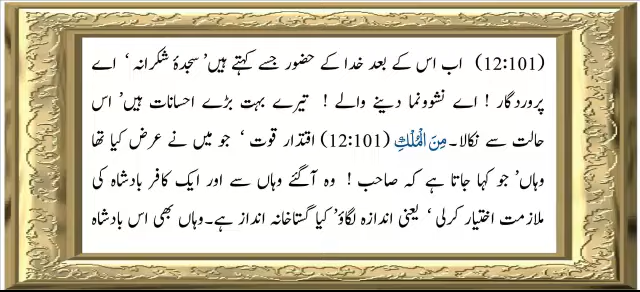 (12:101) اب اس کے بعد خدا کے حضور جسے کہتے ہیں’ سجدۂ شکرانہ ‘ اے
پروردگار ! اے نشوونما دینے والے ! تیرے بہت بڑے احسانات ہیں’ اس
حالت سے نکالا۔ مِنَ الْمُلْكِ (12:101) اقتدار قوت ‘ جو میں نے عرض کیا تھا
وہاں’ جو کہا جاتا ہے کہ صاحب ! وہ آگئے وہاں سے اور ایک کافر بادشاہ کی
ملازمت اختیار کرلی ‘ یعنی اندازہ لگاؤ’ کیا گستاخانہ انداز ہے۔ وہاں بھی اس بادشاہ